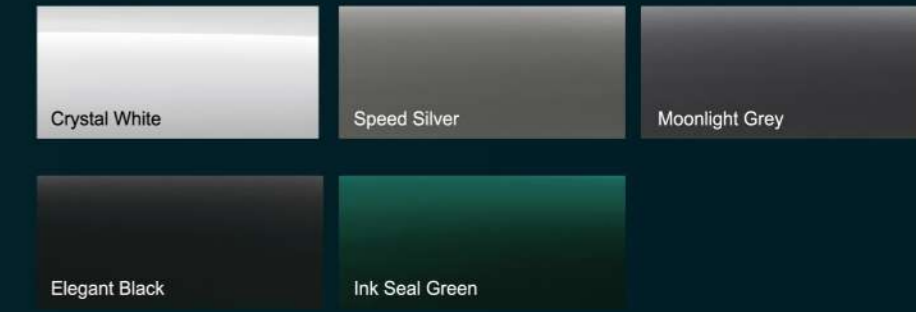 Crystal White
Speed Silver
Moonlight Grey
Elegant Black
Ink Seal Green